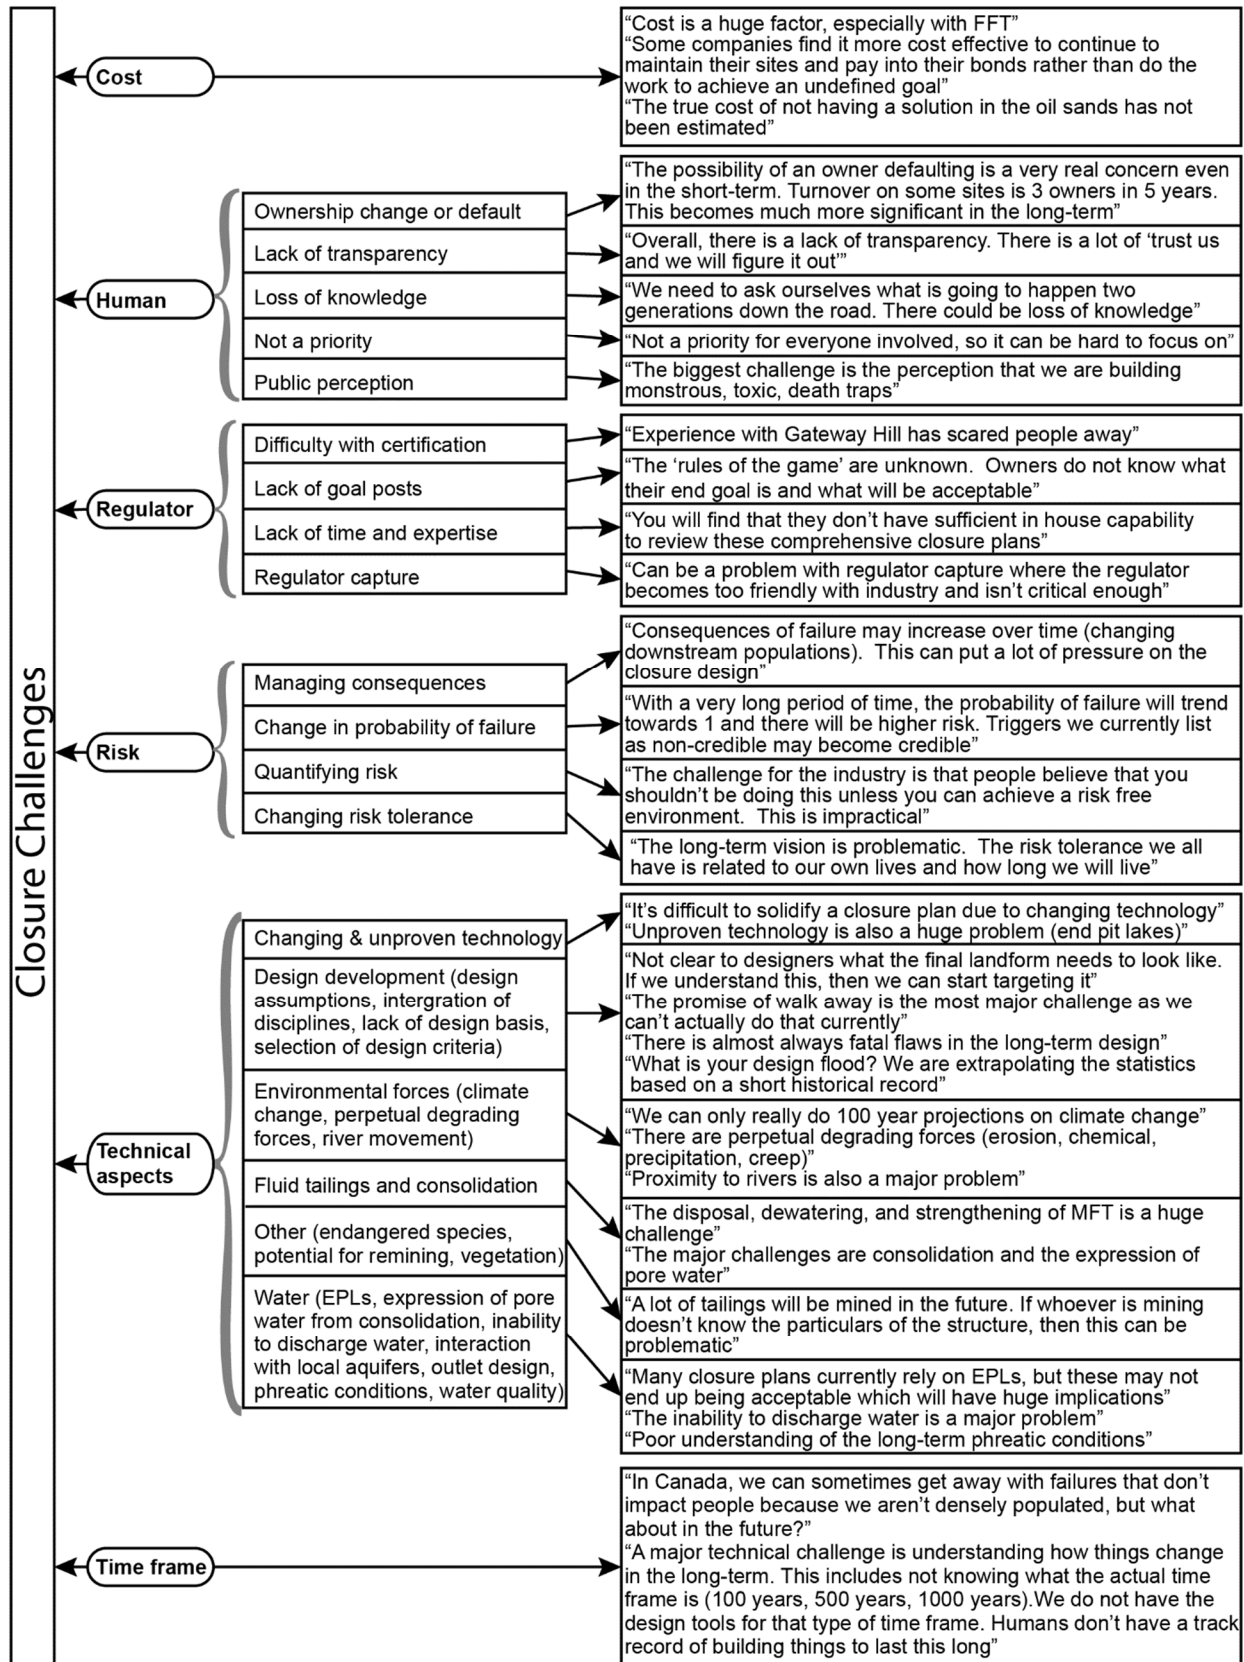 Closure Challenges
Cost
“Cost is a huge factor, especially with FFT”
“Some companies find it more cost effective to continue to
maintain their sites and pay into their bonds rather than do the
work to achieve an undefined goal”
“The true cost of not having a solution in the oil sands has not
been estimated”
Human
Ownership change or default
“The possibility of an owner defaulting is a very real concern even
in the short-term. Turnover on some sites is 3 owners in 5 years.
This becomes much more significant in the long-term”
Lack of transparency
“Overall, there is a lack of transparency. There is a lot of ‘trust us
and we will figure it out’”
Loss of knowledge
“We need to ask ourselves what is going to happen two
generations down the road. There could be loss of knowledge”
Not a priority
“Not a priority for everyone involved, so it can be hard to focus on”
Public perception
“The biggest challenge is the perception that we are building
monstrous, toxic, death traps”
Regulator
Difficulty with certification
“Experience with Gateway Hill has scared people away”
Lack of goal posts
“The ‘rules of the game’ are unknown.  Owners do not know what
their end goal is and what will be acceptable”
Lack of time and expertise
“You will find that they don’t have sufficient in house capability
to review these comprehensive closure plans”
Regulator capture
“Can be a problem with regulator capture where the regulator
becomes too friendly with industry and isn’t critical enough”
Risk
Managing consequences
“Consequences of failure may increase over time (changing
downstream populations).  This can put a lot of pressure on the
closure design”
Change in probability of failure
“With a very long period of time, the probability of failure will trend
towards 1 and there will be higher risk. Triggers we currently list
as non-credible may become credible”
Quantifying risk
“The challenge for the industry is that people believe that you
shouldn’t be doing this unless you can achieve a risk free
environment.  This is impractical”
Changing risk tolerance
“The long-term vision is problematic.  The risk tolerance we all
have is related to our own lives and how long we will live”
Technical
aspects
Changing & unproven technology
“It’s difficult to solidify a closure plan due to changing technology”
“Unproven technology is also a huge problem (end pit lakes)”
Design development (design
assumptions, intergration of
disciplines, lack of design basis,
selection of design criteria)
“Not clear to designers what the final landform needs to look like.
If we understand this, then we can start targeting it”
“The promise of walk away is the most major challenge as we
can’t actually do that currently”
“There is almost always fatal flaws in the long-term design”
“What is your design flood? We are extrapolating the statistics
based on a short historical record”
Environmental forces (climate
change, perpetual degrading
forces, river movement)
“We can only really do 100 year projections on climate change”
“There are perpetual degrading forces (erosion, chemical,
precipitation, creep)”
“Proximity to rivers is also a major problem”
Fluid tailings and consolidation
“The disposal, dewatering, and strengthening of MFT is a huge
challenge”
“The major challenges are consolidation and the expression of
pore water”
Other (endangered species,
potential for remining, vegetation)
“A lot of tailings will be mined in the future. If whoever is mining
doesn’t know the particulars of the structure, then this can be
problematic”
Water (EPLs, expression of pore
water from consolidation, inability
to discharge water, interaction
with local aquifers, outlet design,
phreatic conditions, water quality)
“Many closure plans currently rely on EPLs, but these may not
end up being acceptable which will have huge implications”
“The inability to discharge water is a major problem”
“Poor understanding of the long-term phreatic conditions”
Time frame
“In Canada, we can sometimes get away with failures that don’t
impact people because we aren’t densely populated, but what
about in the future?”
“A major technical challenge is understanding how things change
in the long-term. This includes not knowing what the actual time
frame is (100 years, 500 years, 1000 years).We do not have the
design tools for that type of time frame. Humans don’t have a track
record of building things to last this long”